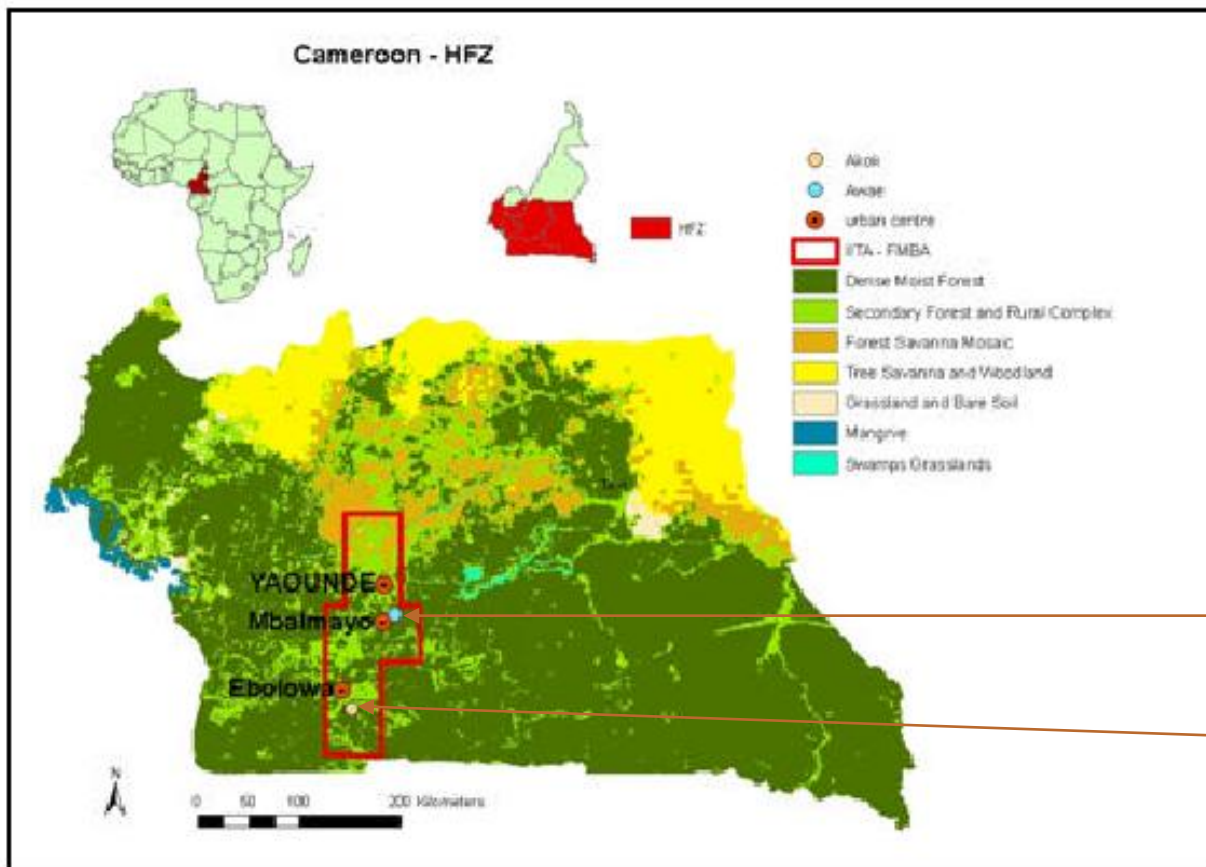 Cameroon - HFZ
HFZ
Akok
Awae
urban centre
IITA - FMBA
Dense Moist Forest
Secondary Forest and Rural Complex
Forest Savanna Mosaic
Tree Savanna and Woodland
Grassland and Bare Soil
Mangrive
Swamps Grasslands
YAOUNDE
Mbalmayo
Ebolowa
N
0 50 100 200 Kilometers